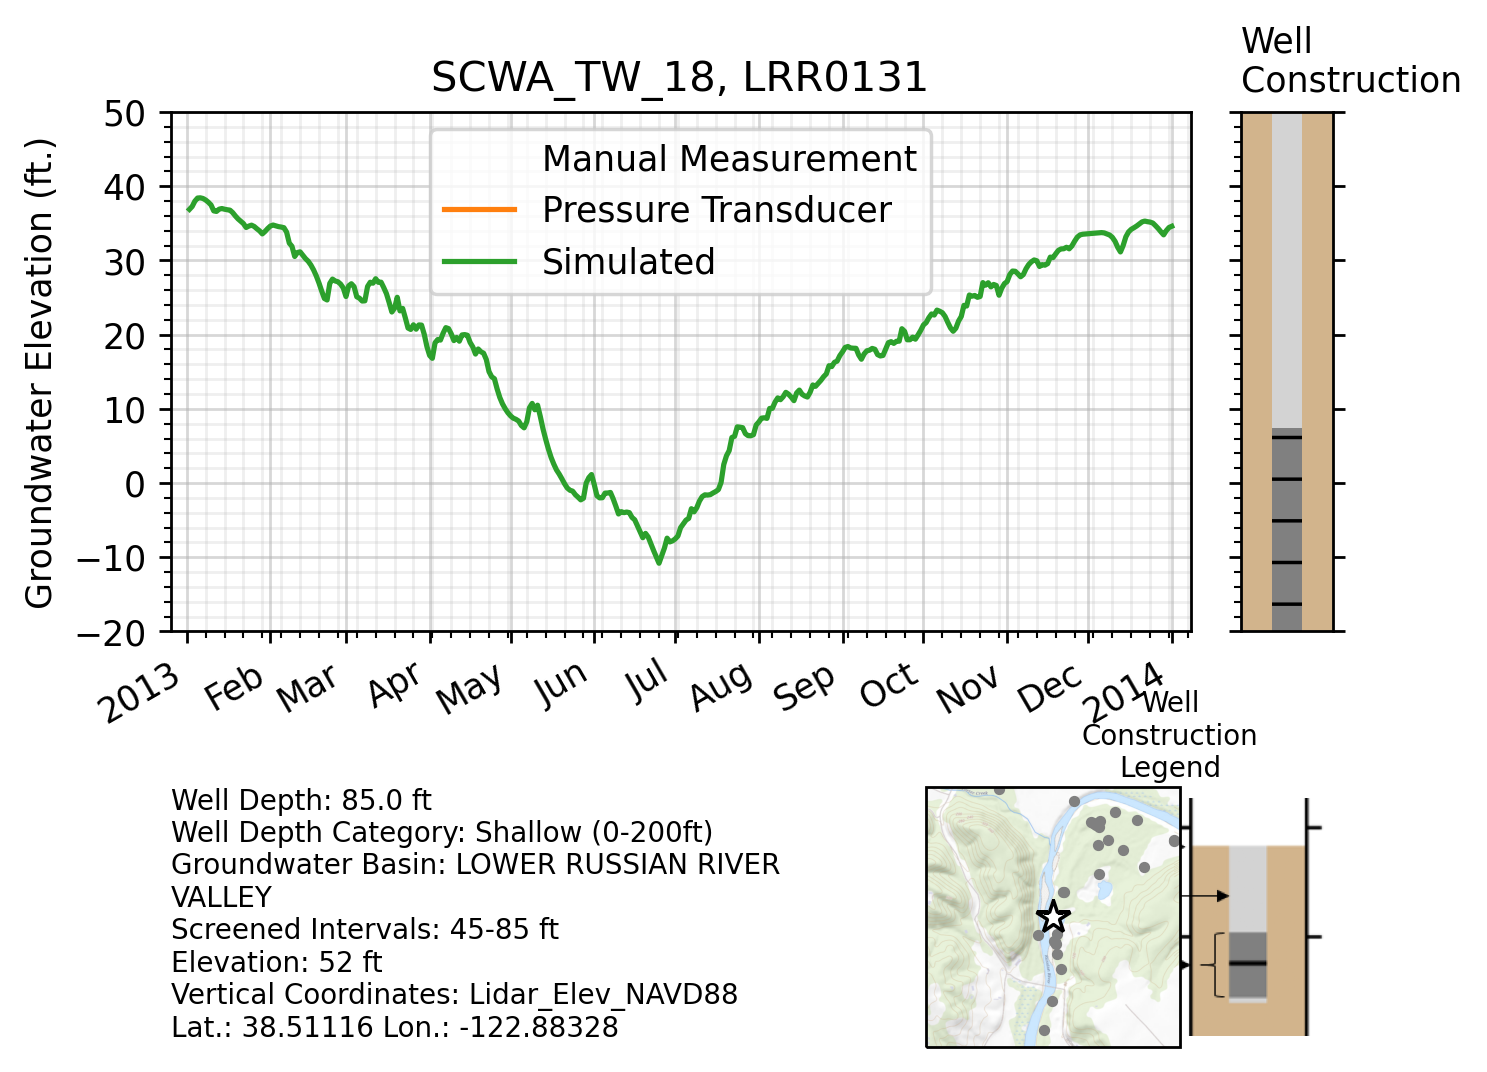 Well
Construction
SCWA_TW_18, LRR0131
Groundwater Elevation (ft.)
50
40
30
20
10
0
−10
−20
Manual Measurement
Pressure Transducer
Simulated
2013
Feb
Mar
Apr
May
Jun
Jul
Aug
Sep
Oct
Nov
Dec
2014
Well
Construction
Legend
Well Depth: 85.0 ft
Well Depth Category: Shallow (0-200ft)
Groundwater Basin: LOWER RUSSIAN RIVER
VALLEY
Screened Intervals: 45-85 ft
Elevation: 52 ft
Vertical Coordinates: Lidar_Elev_NAVD88
Lat.: 38.51116 Lon.: -122.88328